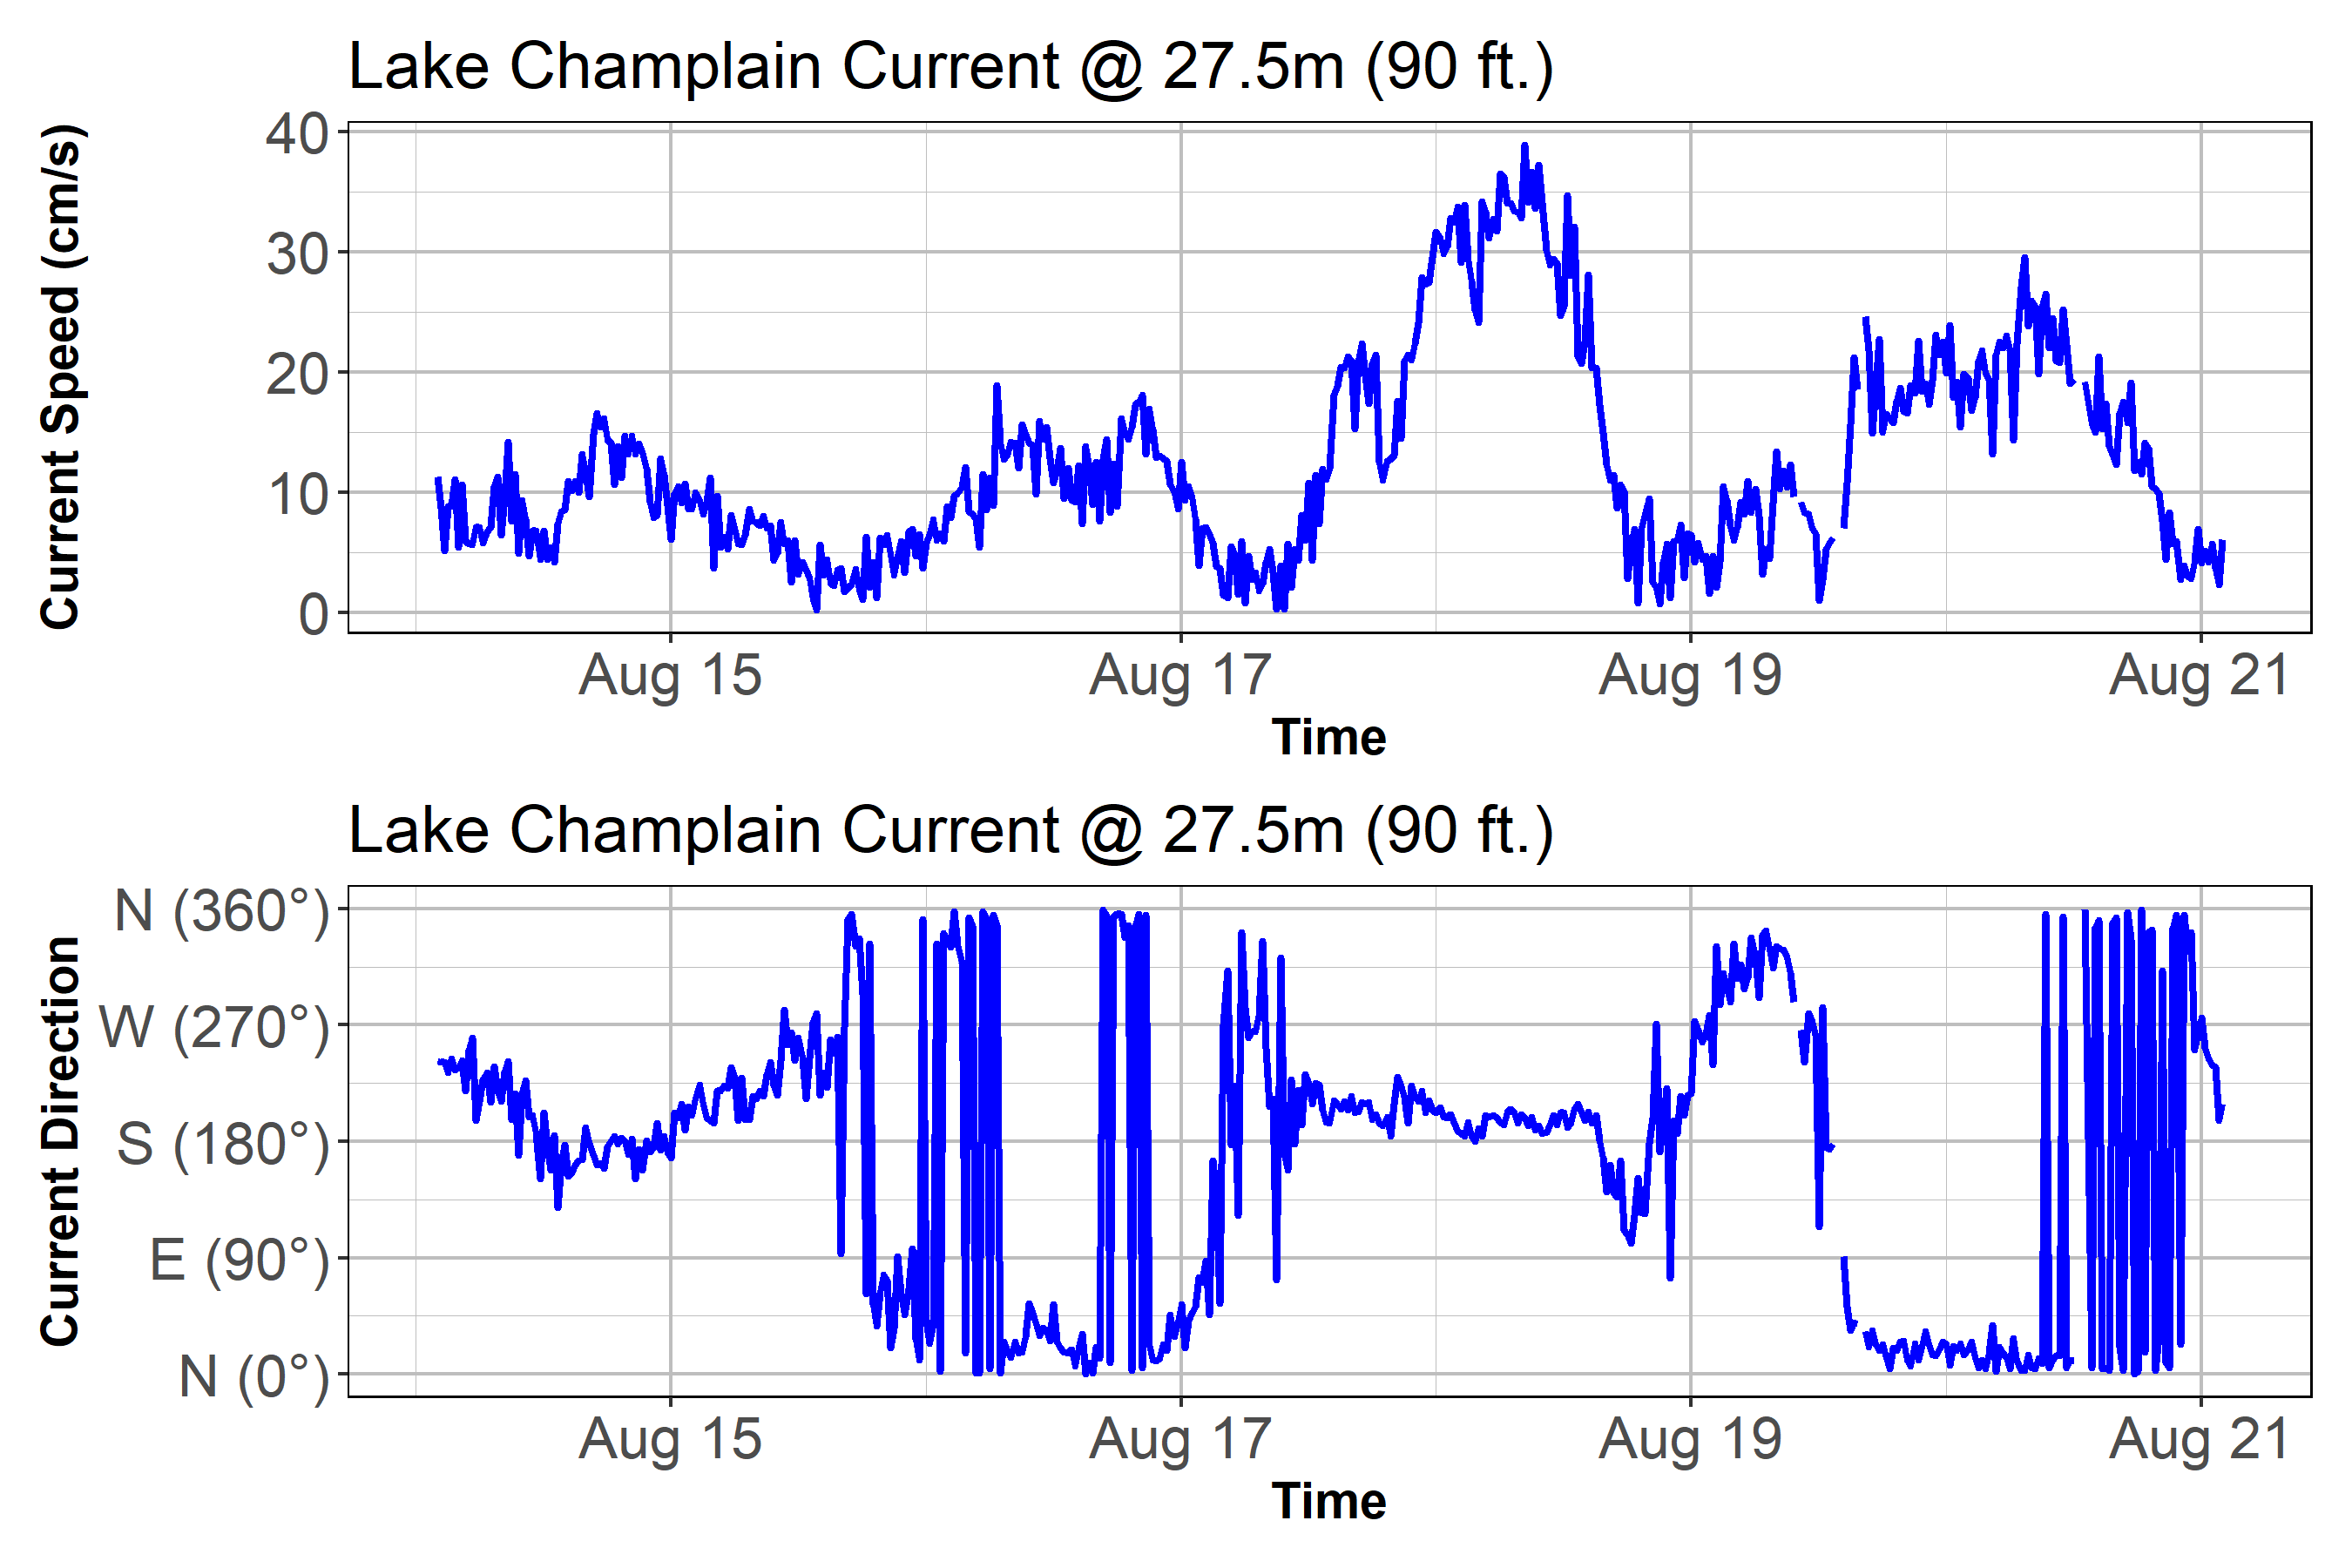 Lake Champlain Current @ 27.5m (90 ft.)
Current Speed (cm/s)
40
30
20
10
0
Aug 15
Aug 17
Aug 19
Aug 21
Time
Lake Champlain Current @ 27.5m (90 ft.)
Current Direction
N (360°)
W (270°)
S (180°)
E (90°)
N (0°)
Aug 15
Aug 17
Aug 19
Aug 21
Time